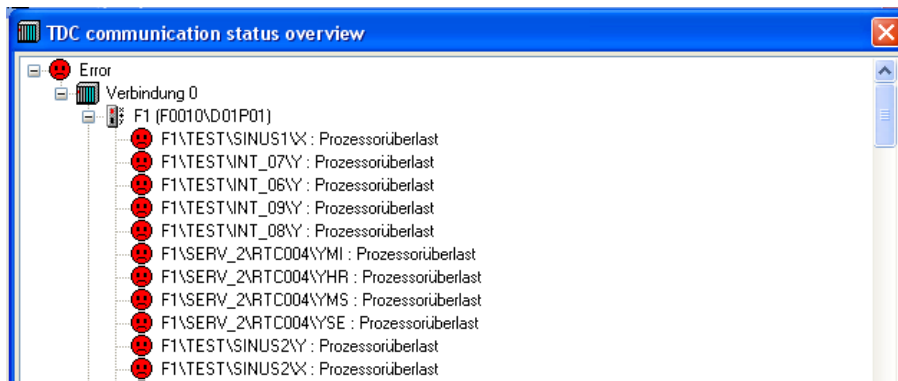 TDC communication status overview
Error
Verbindung 0
F1 (F0010\D01P01)
F1\TEST\SINUS1\X : Prozessorüberlast
F1\TEST\INT_07\Y : Prozessorüberlast
F1\TEST\INT_06\Y : Prozessorüberlast
F1\TEST\INT_09\Y : Prozessorüberlast
F1\TEST\INT_08\Y : Prozessorüberlast
F1\SERV_2\RTC004\YMI : Prozessorüberlast
F1\SERV_2\RTC004\YHR : Prozessorüberlast
F1\SERV_2\RTC004\YMS : Prozessorüberlast
F1\SERV_2\RTC004\YSE : Prozessorüberlast
F1\TEST\SINUS2\Y : Prozessorüberlast
F1\TEST\SINUS2\X : Prozessorüberlast